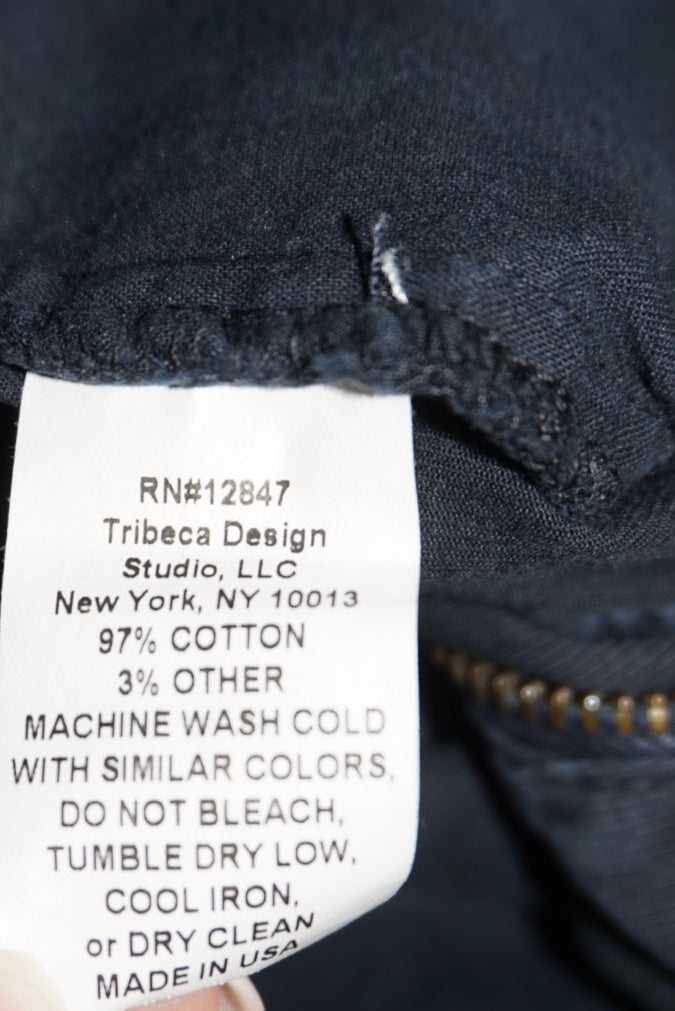 RN#12847
Tribeca Design
Studio, LLC
New York, NY 10013
97% COTTON
3% OTHER
MACHINE WASH COLD
WITH SIMILAR COLORS,
DO NOT BLEACH,
TUMBLE DRY LOW,
COOL IRON,
or DRY CLEAN
MADE IN USA